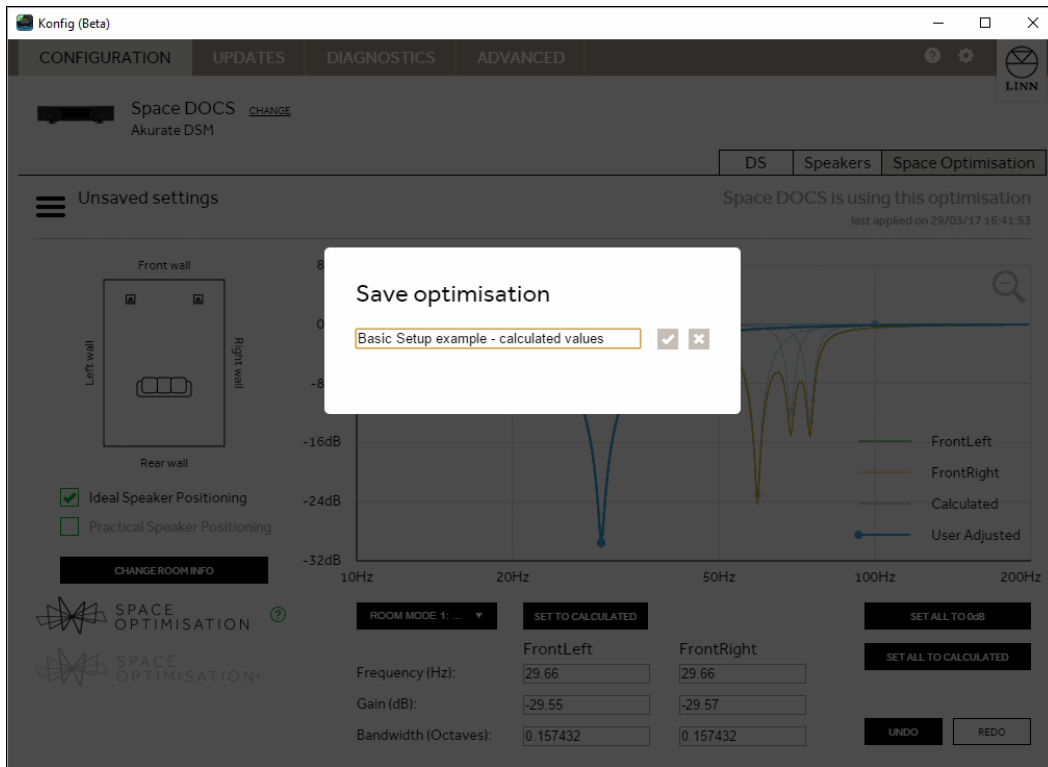 Konfig (Beta)
CONFIGURATION UPDATES DIAGNOSTICS ADVANCED
LINN
Space DOCS CHANGE
Akurate DSM
DS Speakers Space Optimisation
Unsaved settings
Space DOCS is using this optimisation
last applied on 29/03/17 16:41:53
Front wall
Left wall
Right wall
Rear wall
Save optimisation
Basic Setup example - calculated values
8
0
-8
-16dB
-24dB
-32dB
10Hz 20Hz 50Hz 100Hz 200Hz
FrontLeft
FrontRight
Calculated
User Adjusted
Ideal Speaker Positioning
Practical Speaker Positioning
CHANGE ROOM INFO
SPACE
OPTIMISATION
SPACE
OPTIMISATION+
ROOM MODE 1: ... SET TO CALCULATED SET ALL TO 0dB
SET ALL TO CALCULATED
FrontLeft FrontRight
Frequency (Hz): 29.66 29.66
Gain (dB): -29.55 -29.57
Bandwidth (Octaves): 0.157432 0.157432
UNDO REDO